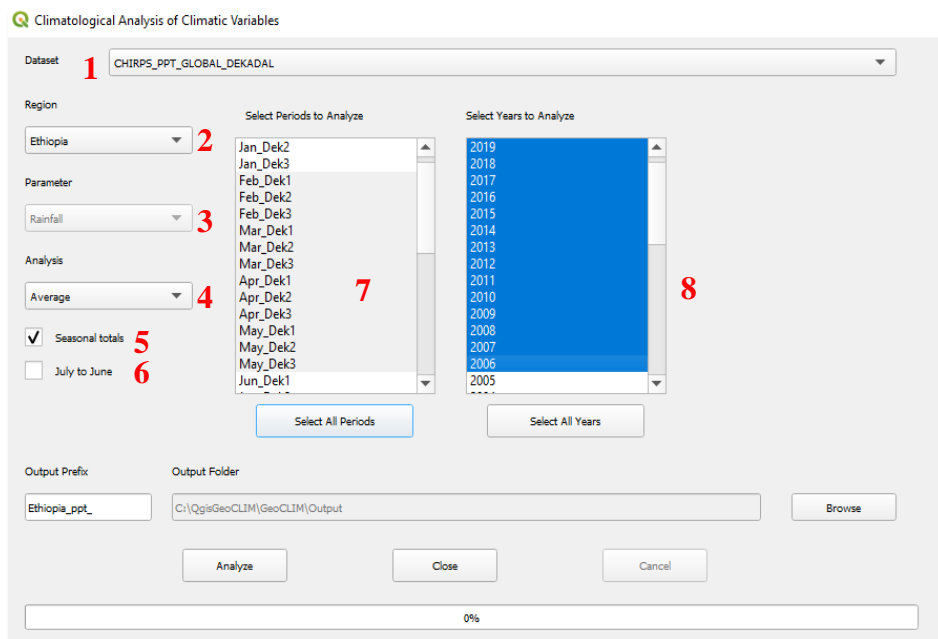 Climatological Analysis of Climatic Variables
Dataset
1
CHIRPS_PPT_GLOBAL_DEKADAL
Region
Ethiopia
2
Parameter
Rainfall
3
Analysis
Average
4
Seasonal totals
5
July to June
6
Select Periods to Analyze
Jan_Dek2
Jan_Dek3
Feb_Dek1
Feb_Dek2
Feb_Dek3
Mar_Dek1
Mar_Dek2
Mar_Dek3
Apr_Dek1
Apr_Dek2
Apr_Dek3
May_Dek1
May_Dek2
May_Dek3
Jun_Dek1
7
Select All Periods
Select Years to Analyze
2019
2018
2017
2016
2015
2014
2013
2012
2011
2010
2009
2008
2007
2006
2005
8
Select All Years
Output Prefix
Ethiopia_ppt_
Output Folder
C:\QgisGeoCLIM\GeoCLIM\Output
Browse
Analyze
Close
Cancel
0%